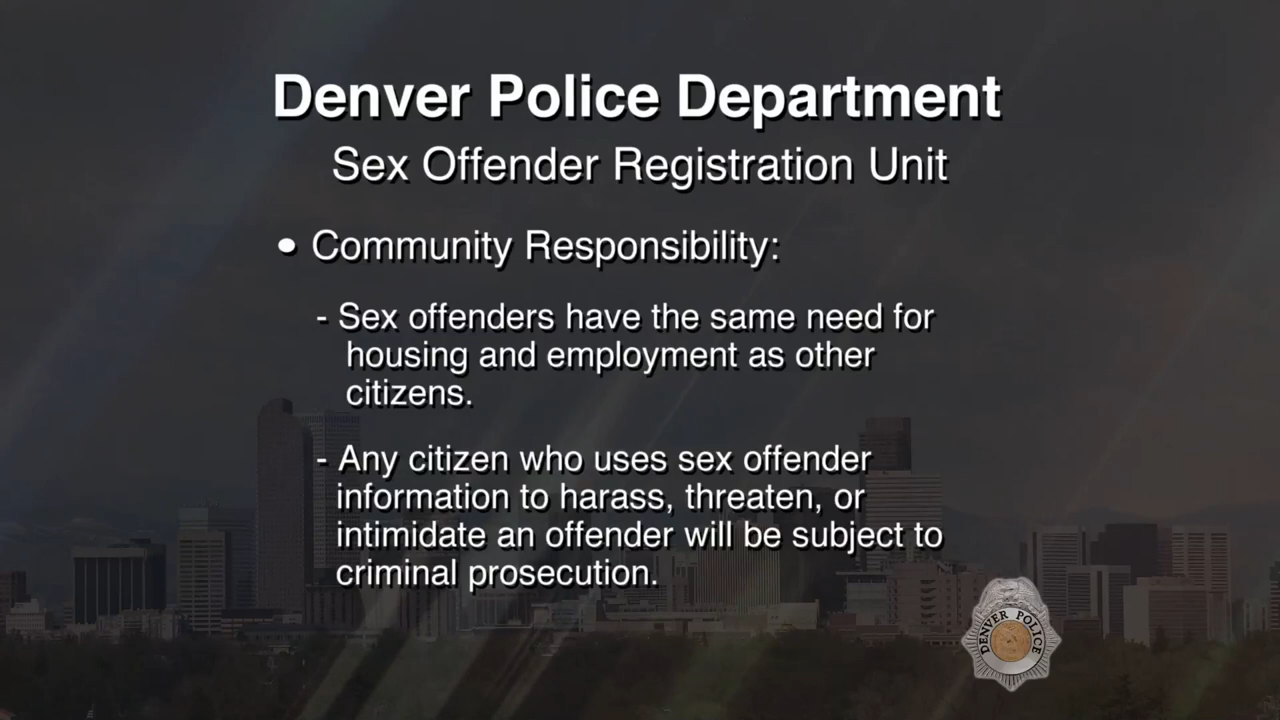 Denver Police Department
Sex Offender Registration Unit
• Community Responsibility:
- Sex offenders have the same need for
housing and employment as other
citizens.
- Any citizen who uses sex offender
information to harass, threaten, or
intimidate an offender will be subject to
criminal prosecution.
DENVER POLICE